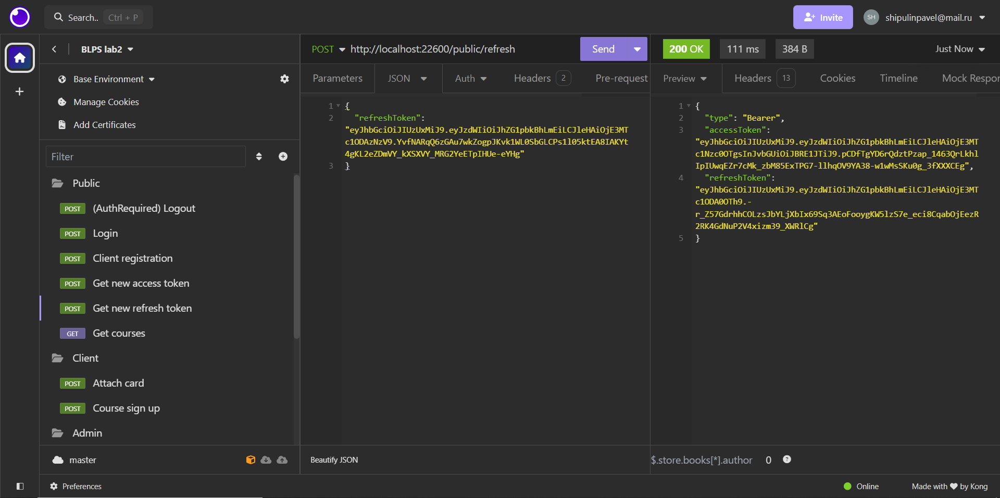 Search.. Ctrl + P
Invite
SH shipulinpavel@mail.ru
BLPS lab2
Base Environment
Manage Cookies
Add Certificates
Filter
Public
POST (AuthRequired) Logout
POST Login
POST Client registration
POST Get new access token
POST Get new refresh token
GET Get courses
Client
POST Attach card
POST Course sign up
Admin
master
Preferences
POST http://localhost:22600/public/refresh Send
Parameters JSON Auth Headers 2 Pre-request
1 {
2 "refreshToken":
"eyJhbGciOiJIUzUxMiJ9.eyJzdWIiOiJhZG1pbkBhLmEiLCJleHAiOjE3MT
c1ODAzNzV9.YvfNARqQ6zGAu7wkZogpJKvk1WL0SbGLCPs1l05ktEA8IAKYt
4gKL2eZDmVY_kXSXVY_MRG2YeETpIHUe-eYHg"
3 }
Beautify JSON
200 OK 111 ms 384 B Just Now
Preview Headers 13 Cookies Timeline Mock Respor
1 {
2 "type": "Bearer",
3 "accessToken":
"eyJhbGciOiJIUzUxMiJ9.eyJzdWIiOiJhZG1pbkBhLmEiLCJleHAiOjE3MT
c1Nzc0OTgsInJvbGUiOiJBRE1JTiJ9.pCDfTgYD6rQdztPzap_1463QrLkhl
IpIUwqEZr7cMk_zbM85ExTPG7-llhqOV9YA38-w1wMsSKu0g_3fXXXCEg",
4 "refreshToken":
"eyJhbGciOiJIUzUxMiJ9.eyJzdWIiOiJhZG1pbkBhLmEiLCJleHAiOjE3MT
c1ODA0OTh9.-
r_Z57GdrhhCOLzsJbYLjXbIx69Sq3AEoFooygKW5lzS7e_eci8CqabOjEezR
2RK4GdNuP2V4xizm39_XWRlCg"
5 }
$.store.books[*].author 0
Online
Made with ❤ by Kong